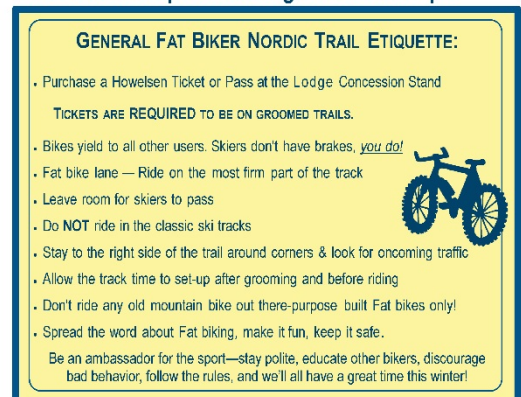 GENERAL FAT BIKER NORDIC TRAIL ETIQUETTE:
• Purchase a Howelsen Ticket or Pass at the Lodge Concession Stand
TICKETS ARE REQUIRED TO BE ON GROOMED TRAILS.
• Bikes yield to all other users. Skiers don't have brakes, you do!
• Fat bike lane — Ride on the most firm part of the track
• Leave room for skiers to pass
• Do NOT ride in the classic ski tracks
• Stay to the right side of the trail around corners & look for oncoming traffic
• Allow the track time to set-up after grooming and before riding
• Don't ride any old mountain bike out there-purpose built Fat bikes only!
• Spread the word about Fat biking, make it fun, keep it safe.
Be an ambassador for the sport—stay polite, educate other bikers, discourage
bad behavior, follow the rules, and we'll all have a great time this winter!